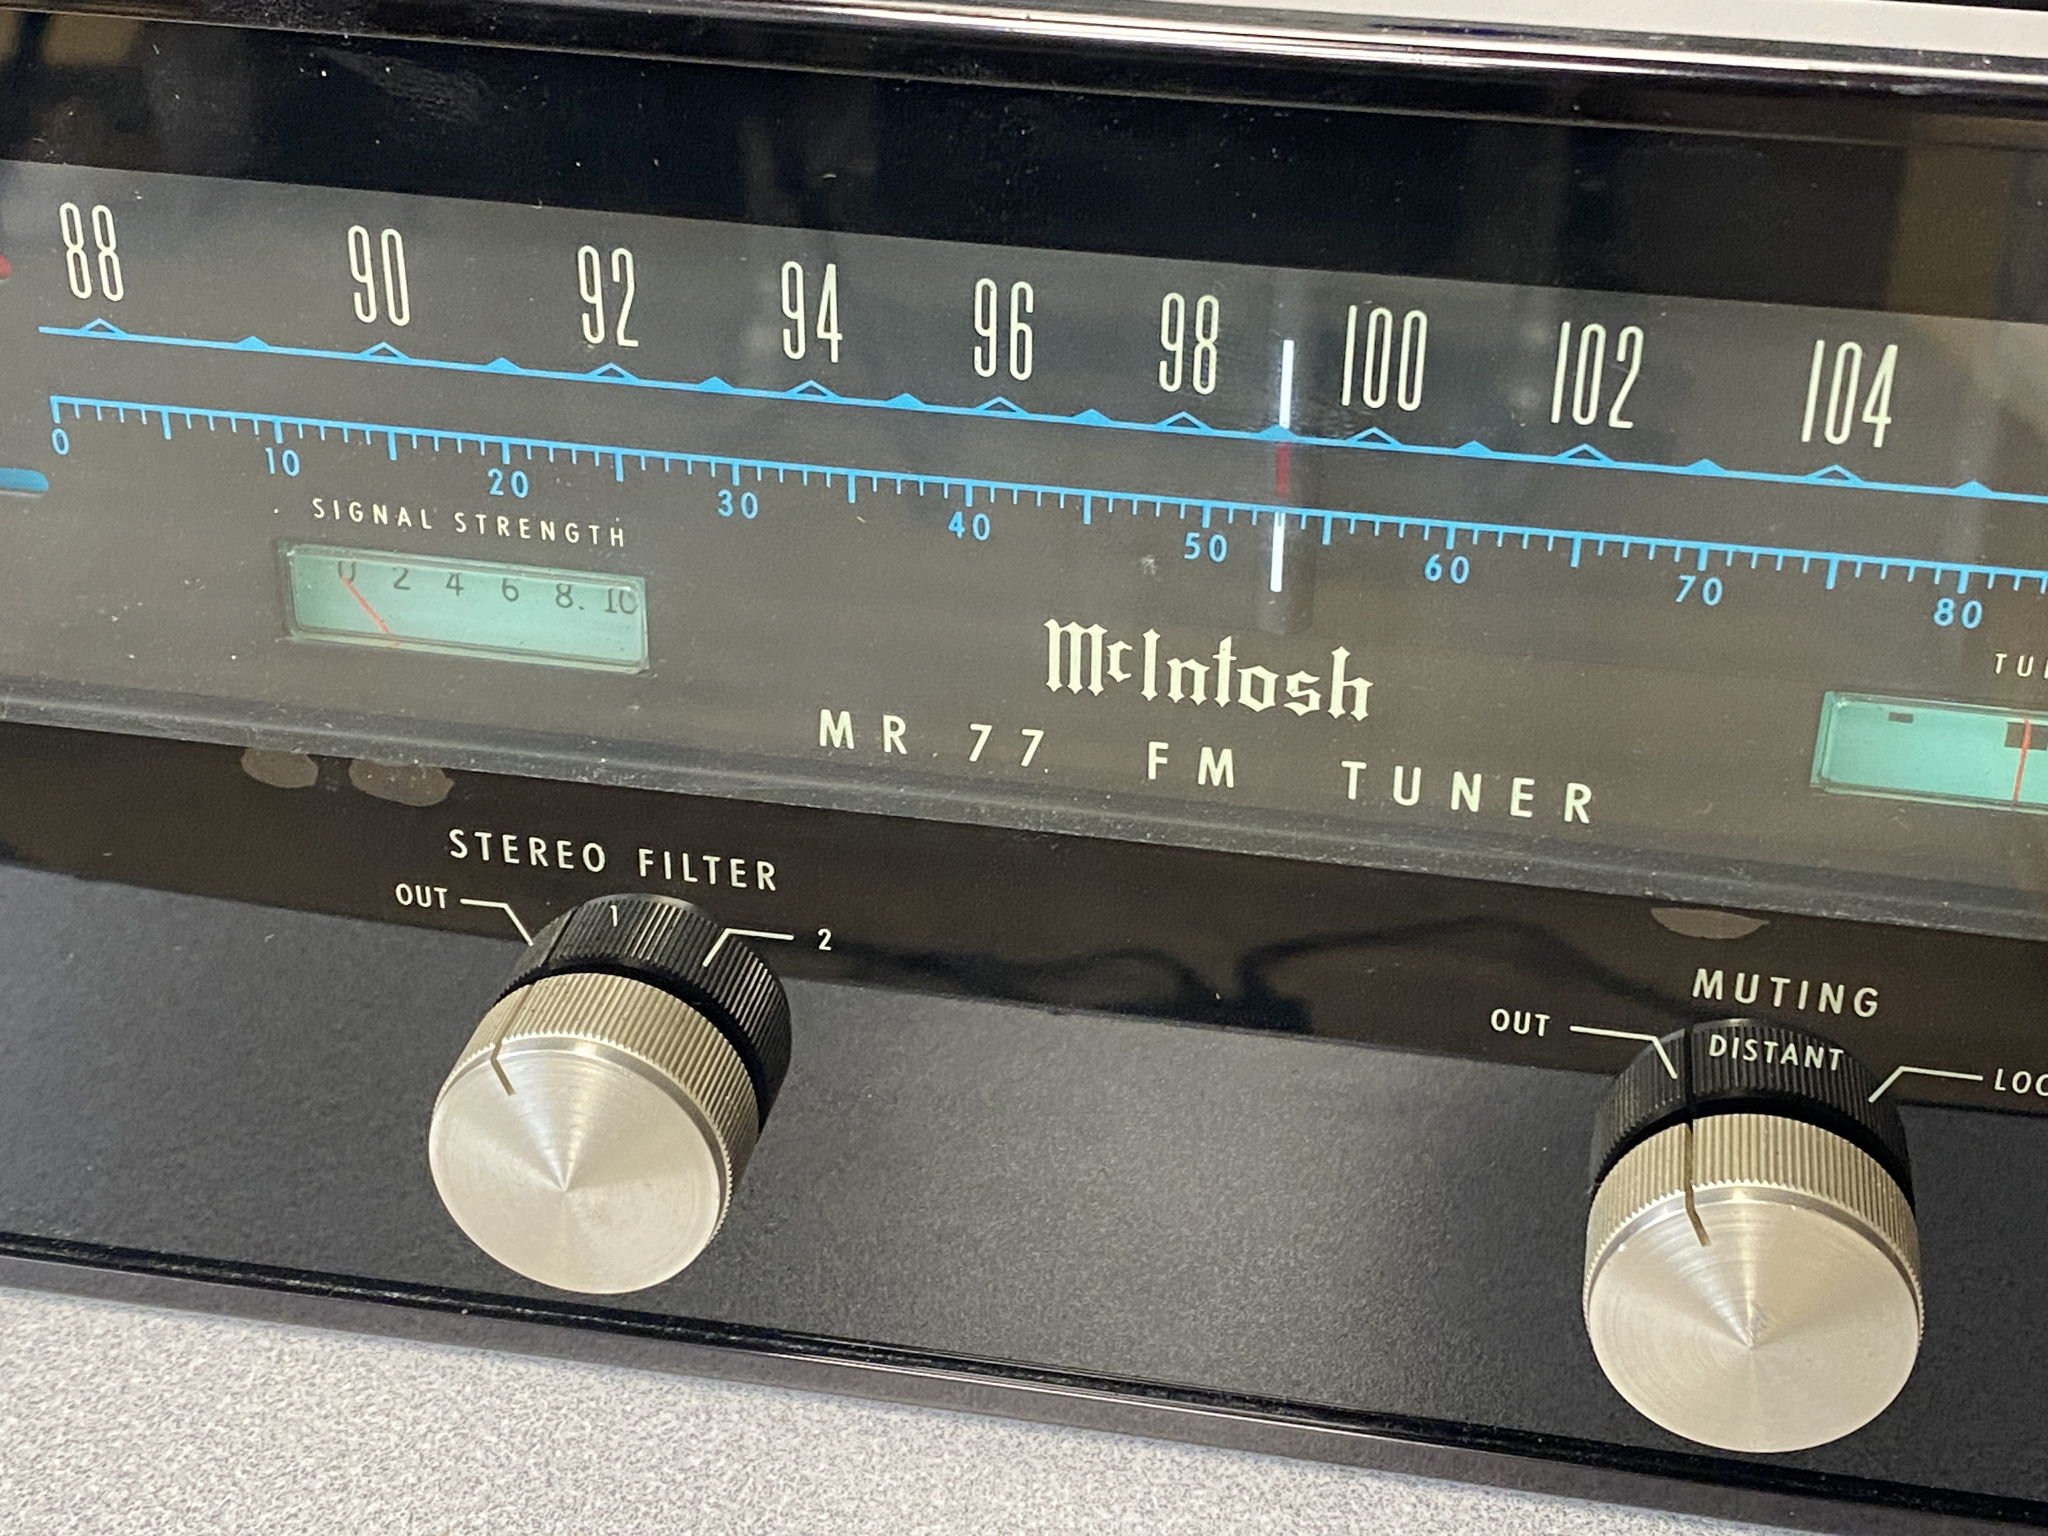 88 90 92 94 96 98 100 102 104
0 10 20 30 40 50 60 70 80
SIGNAL STRENGTH
0 2 4 6 8. 10
McIntosh
MR 77 FM TUNER
STEREO FILTER
OUT 1 2
MUTING
OUT DISTANT